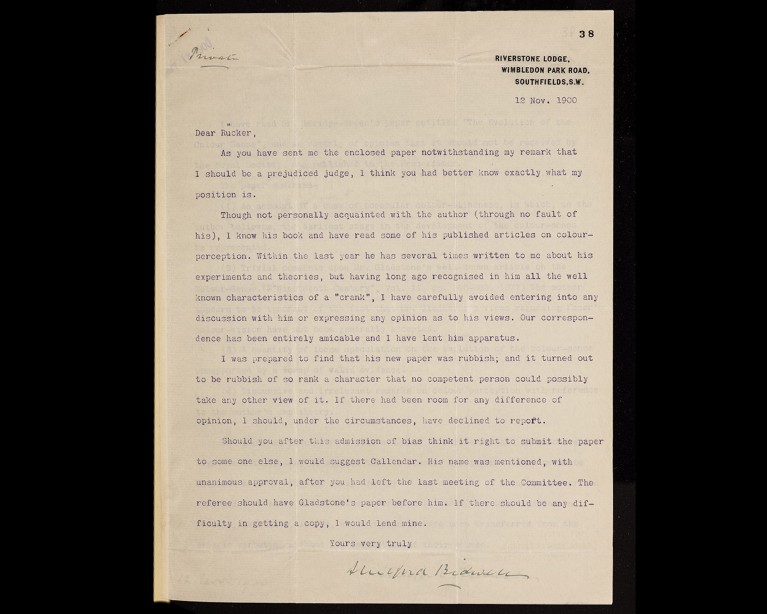 38
Private
RIVERSTONE LODGE,
WIMBLEDON PARK ROAD,
SOUTHFIELDS,S.W.
12 Nov. 1900
Dear Rücker,
As you have sent me the enclosed paper notwithstanding my remark that
I should be a prejudiced judge, I think you had better know exactly what my
position is.
Though not personally acquainted with the author (through no fault of
his), I know his book and have read some of his published articles on colour-
perception. Within the last year he has several times written to me about his
experiments and theories, but having long ago recognised in him all the well
known characteristics of a "crank", I have carefully avoided entering into any
discussion with him or expressing any opinion as to his views. Our correspon-
dence has been entirely amicable and I have lent him apparatus.
I was prepared to find that his new paper was rubbish; and it turned out
to be rubbish of so rank a character that no competent person could possibly
take any other view of it. If there had been room for any difference of
opinion, I should, under the circumstances, have declined to report.
Should you after this admission of bias think it right to submit the paper
to some one else, I would suggest Callendar. His name was mentioned, with
unanimous approval, after you had left the last meeting of the Committee. The
referee should have Gladstone's paper before him. If there should be any dif-
ficulty in getting a copy, I would lend mine.
Yours very truly
Shelford Bidwell